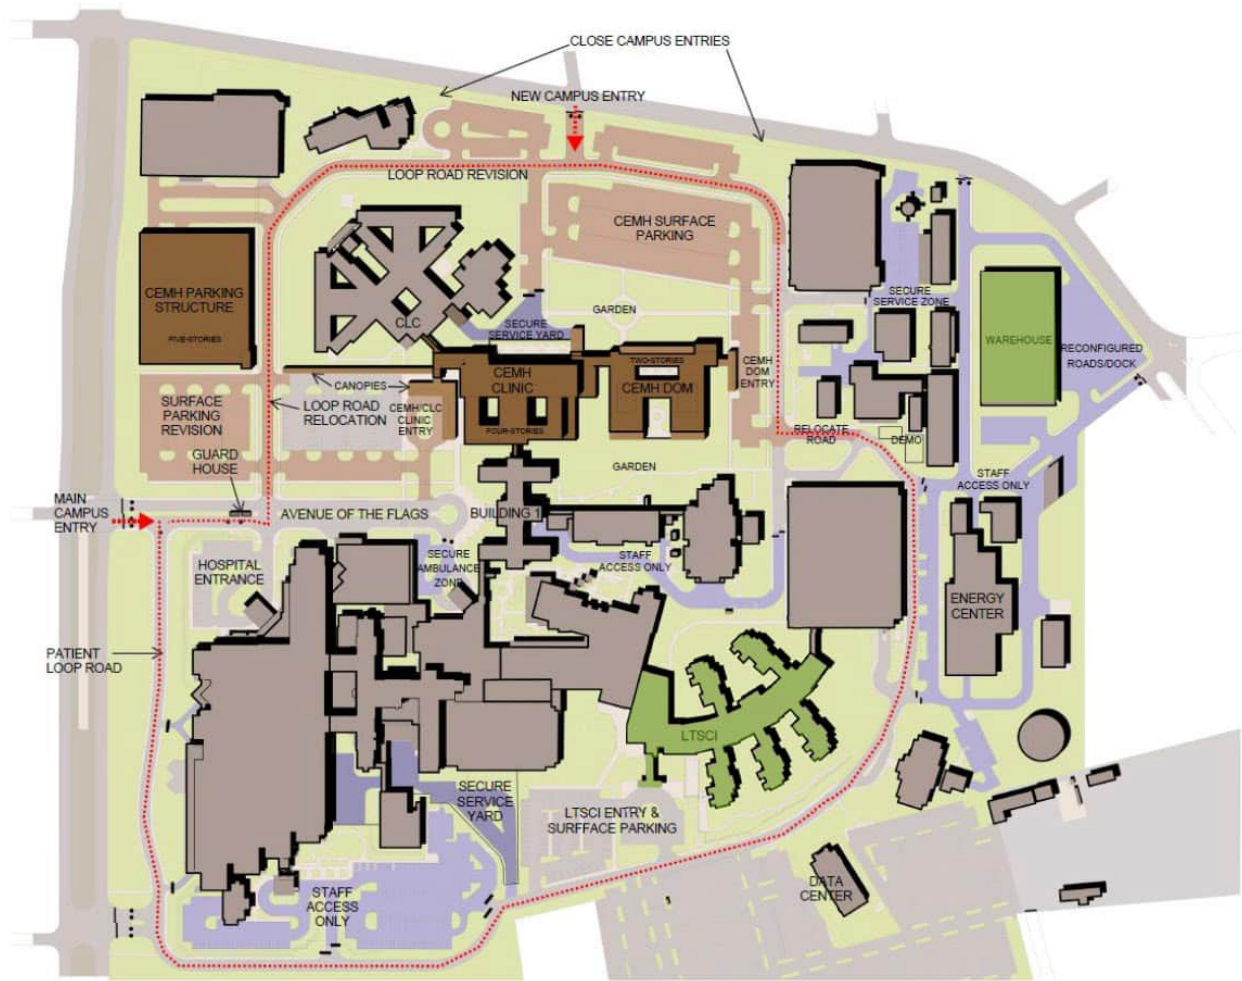 CLOSE CAMPUS ENTRIES
NEW CAMPUS ENTRY
LOOP ROAD REVISION
CEMH SURFACE
PARKING
CEMH PARKING
STRUCTURE
FIVE-STORIES
CLC
SECURE
SERVICE YARD
GARDEN
SECURE
SERVICE ZONE
WAREHOUSE
RECONFIGURED
ROADS/DOCK
CANOPIES
CEMH
CLINIC
FOUR-STORIES
TWO-STORIES
CEMH DOM
CEMH
DOM
ENTRY
SURFACE
PARKING
REVISION
LOOP ROAD
RELOCATION
CEMH/CLC
CLINIC
ENTRY
RELOCATE
ROAD
DEMO
GUARD
HOUSE
GARDEN
STAFF
ACCESS ONLY
MAIN
CAMPUS
ENTRY
AVENUE OF THE FLAGS
BUILDING 1
HOSPITAL
ENTRANCE
SECURE
AMBULANCE
ZONE
STAFF
ACCESS ONLY
ENERGY
CENTER
PATIENT
LOOP ROAD
LTSCI
SECURE
SERVICE
YARD
LTSCI ENTRY &
SURFFACE PARKING
STAFF
ACCESS
ONLY
DATA
CENTER